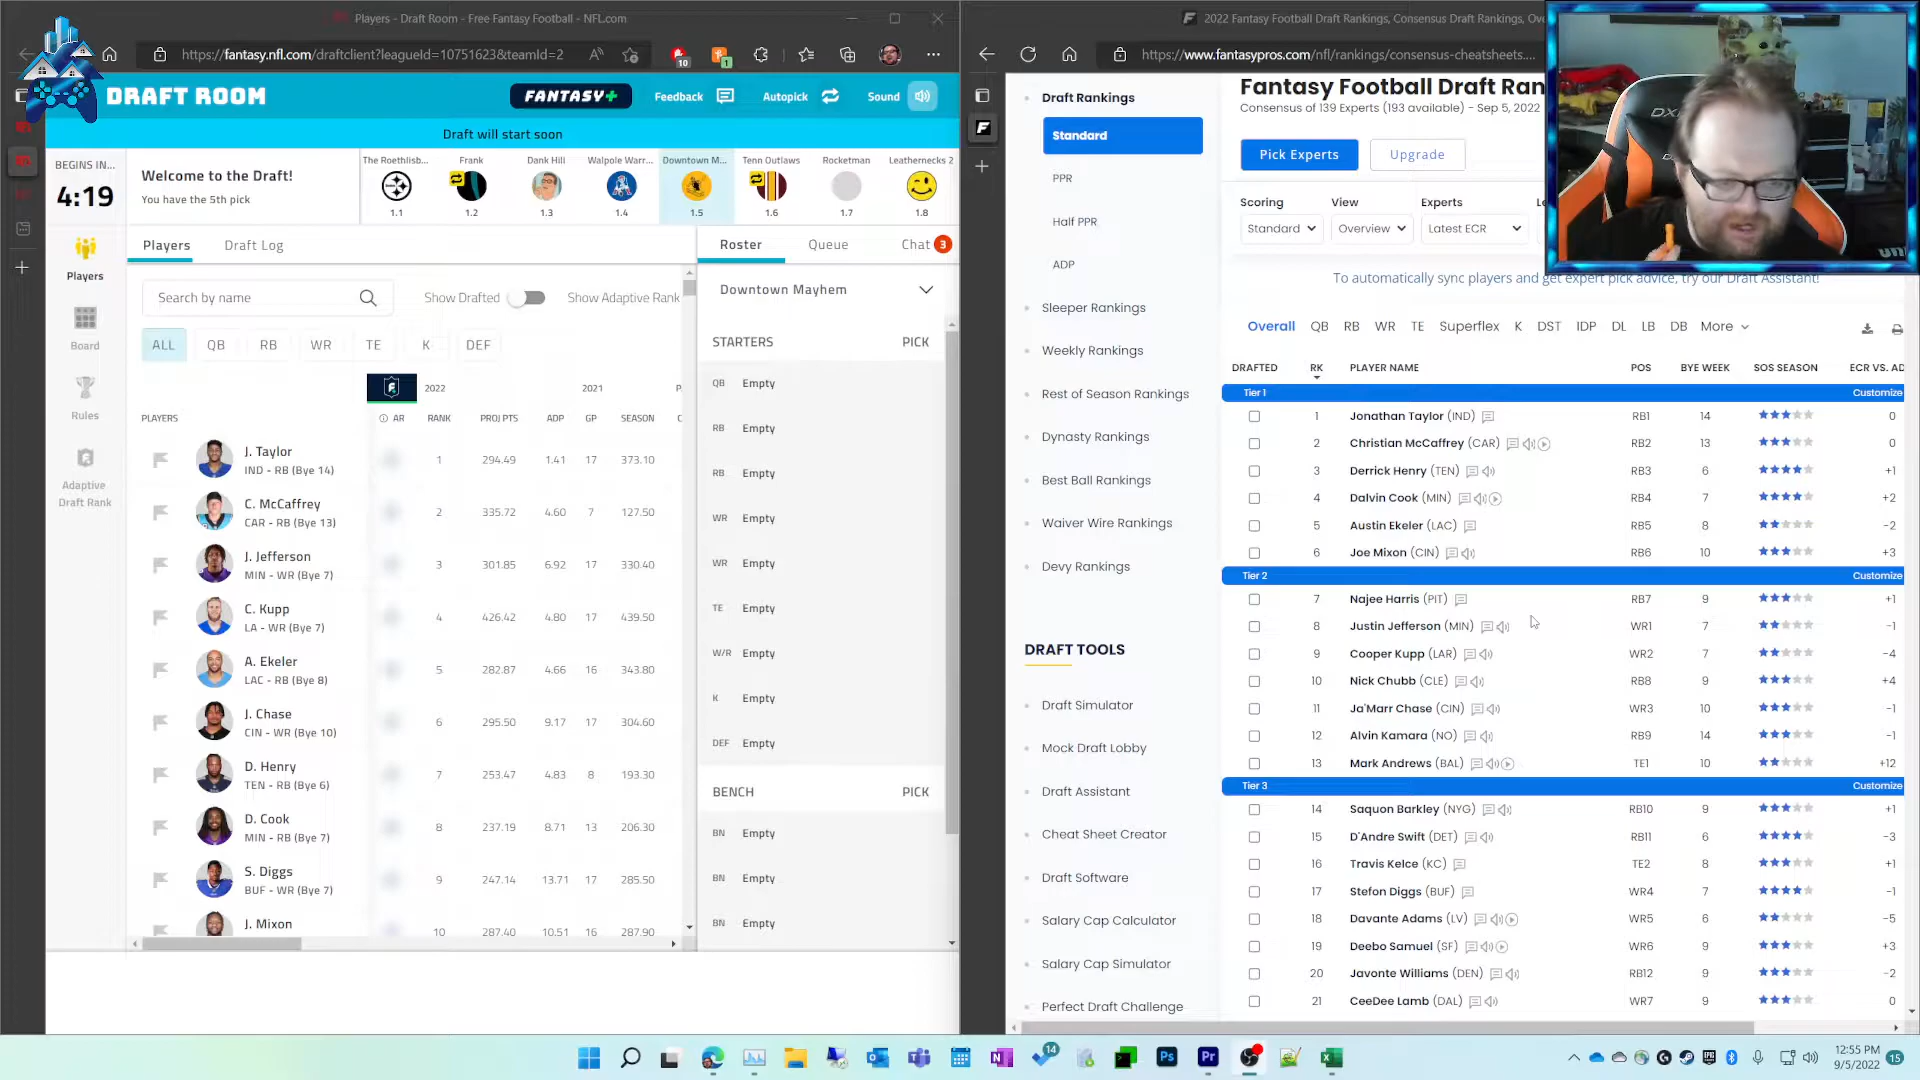 Players - Draft Room - Free Fantasy Football - NFL.com
https://fantasy.nfl.com/draftclient?leagueId=10751623&teamId=2
10
1
DRAFT ROOM
FANTASY+
Feedback
Autopick
Sound
Draft will start soon
BEGINS IN...
4:19
Welcome to the Draft!
You have the 5th pick
The Roethlisb...
1.1
Frank
1.2
Dank Hill
1.3
Walpole Warr...
1.4
Downtown M...
1.5
Tenn Outlaws
1.6
Rocketman
1.7
Leathernecks 2
1.8
Players
Board
Rules
Adaptive
Draft Rank
Players
Draft Log
Search by name
Show Drafted
Show Adaptive Rank
ALL QB RB WR TE K DEF
2022
2021
PLAYERS AR RANK PROJ PTS ADP GP SEASON
J. Taylor
IND - RB (Bye 14)
1 294.49 1.41 17 373.10
C. McCaffrey
CAR - RB (Bye 13)
2 335.72 4.60 7 127.50
J. Jefferson
MIN - WR (Bye 7)
3 301.85 6.92 17 330.40
C. Kupp
LA - WR (Bye 7)
4 426.42 4.80 17 439.50
A. Ekeler
LAC - RB (Bye 8)
5 282.87 4.66 16 343.80
J. Chase
CIN - WR (Bye 10)
6 295.50 9.17 17 304.60
D. Henry
TEN - RB (Bye 6)
7 253.47 4.83 8 193.30
D. Cook
MIN - RB (Bye 7)
8 237.19 8.71 13 206.30
S. Diggs
BUF - WR (Bye 7)
9 247.14 13.71 17 285.50
J. Mixon
10 287.40 10.51 16 287.90
Roster
Queue
Chat 3
Downtown Mayhem
STARTERS PICK
QB Empty
RB Empty
RB Empty
WR Empty
WR Empty
TE Empty
W/R Empty
K Empty
DEF Empty
BENCH PICK
BN Empty
BN Empty
BN Empty
2022 Fantasy Football Draft Rankings, Consensus Draft Rankings, Ove
https://www.fantasypros.com/nfl/rankings/consensus-cheatsheets....
Draft Rankings
Standard
PPR
Half PPR
ADP
Sleeper Rankings
Weekly Rankings
Rest of Season Rankings
Dynasty Rankings
Best Ball Rankings
Waiver Wire Rankings
Devy Rankings
DRAFT TOOLS
Draft Simulator
Mock Draft Lobby
Draft Assistant
Cheat Sheet Creator
Draft Software
Salary Cap Calculator
Salary Cap Simulator
Perfect Draft Challenge
Fantasy Football Draft Ran
Consensus of 139 Experts (193 available) - Sep 5, 2022
Pick Experts
Upgrade
Scoring
Standard
View
Overview
Experts
Latest ECR
To automatically sync players and get expert pick advice, try our Draft Assistant!
Overall QB RB WR TE Superflex K DST IDP DL LB DB More
DRAFTED RK PLAYER NAME POS BYE WEEK SOS SEASON ECR VS. AD
Tier 1 Customize
1 Jonathan Taylor (IND) RB1 14 0
2 Christian McCaffrey (CAR) RB2 13 0
3 Derrick Henry (TEN) RB3 6 +1
4 Dalvin Cook (MIN) RB4 7 +2
5 Austin Ekeler (LAC) RB5 8 -2
6 Joe Mixon (CIN) RB6 10 +3
Tier 2 Customize
7 Najee Harris (PIT) RB7 9 +1
8 Justin Jefferson (MIN) WR1 7 -1
9 Cooper Kupp (LAR) WR2 7 -4
10 Nick Chubb (CLE) RB8 9 +4
11 Ja'Marr Chase (CIN) WR3 10 -1
12 Alvin Kamara (NO) RB9 14 -1
13 Mark Andrews (BAL) TE1 10 +12
Tier 3 Customize
14 Saquon Barkley (NYG) RB10 9 +1
15 D'Andre Swift (DET) RB11 6 -3
16 Travis Kelce (KC) TE2 8 +1
17 Stefon Diggs (BUF) WR4 7 -1
18 Davante Adams (LV) WR5 6 -5
19 Deebo Samuel (SF) WR6 9 +3
20 Javonte Williams (DEN) RB12 9 -2
21 CeeDee Lamb (DAL) WR7 9 0
14
Ps
Pr
12:55 PM
9/5/2022
15